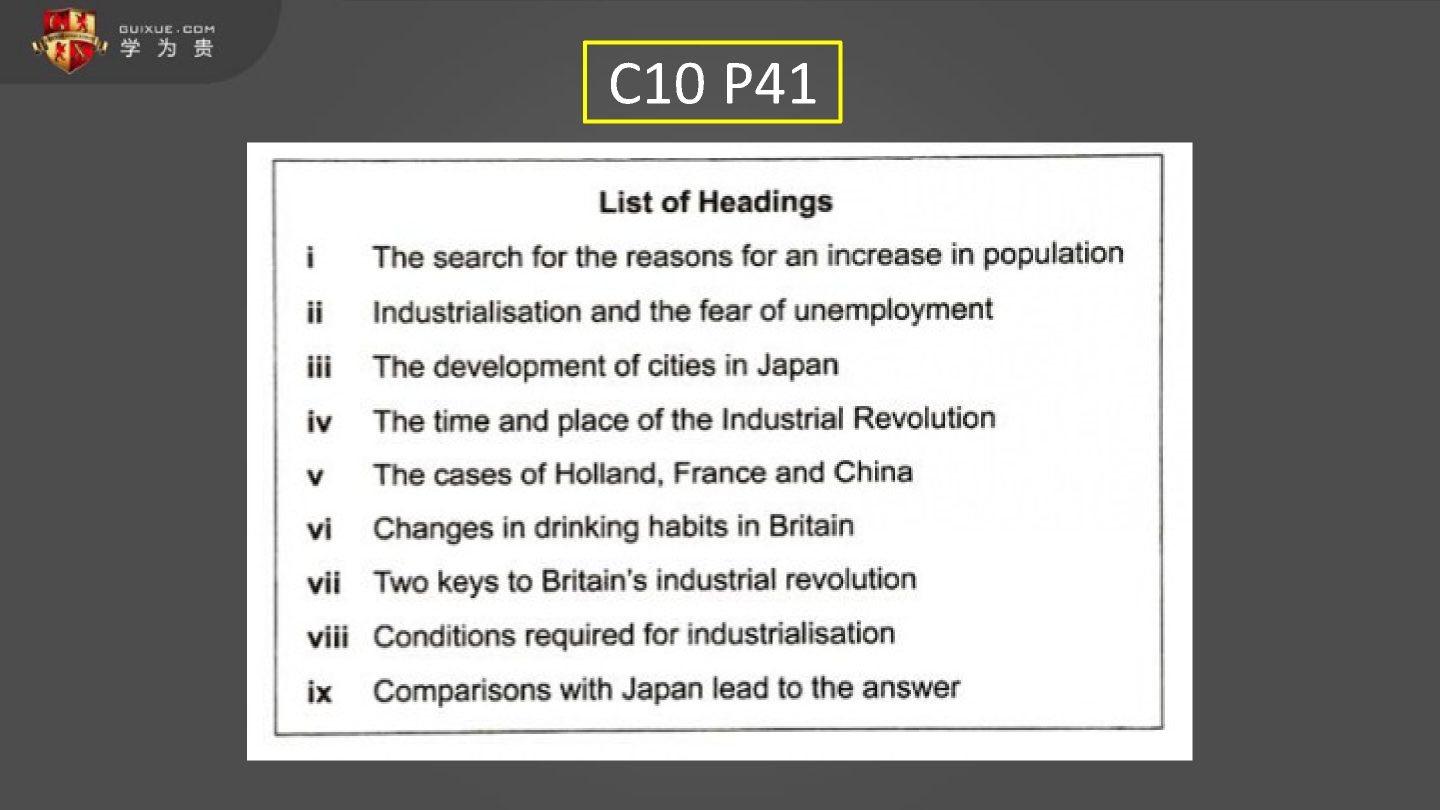 GUIXUE.COM
学为贵
C10 P41
List of Headings
i The search for the reasons for an increase in population
ii Industrialisation and the fear of unemployment
iii The development of cities in Japan
iv The time and place of the Industrial Revolution
v The cases of Holland, France and China
vi Changes in drinking habits in Britain
vii Two keys to Britain's industrial revolution
viii Conditions required for industrialisation
ix Comparisons with Japan lead to the answer